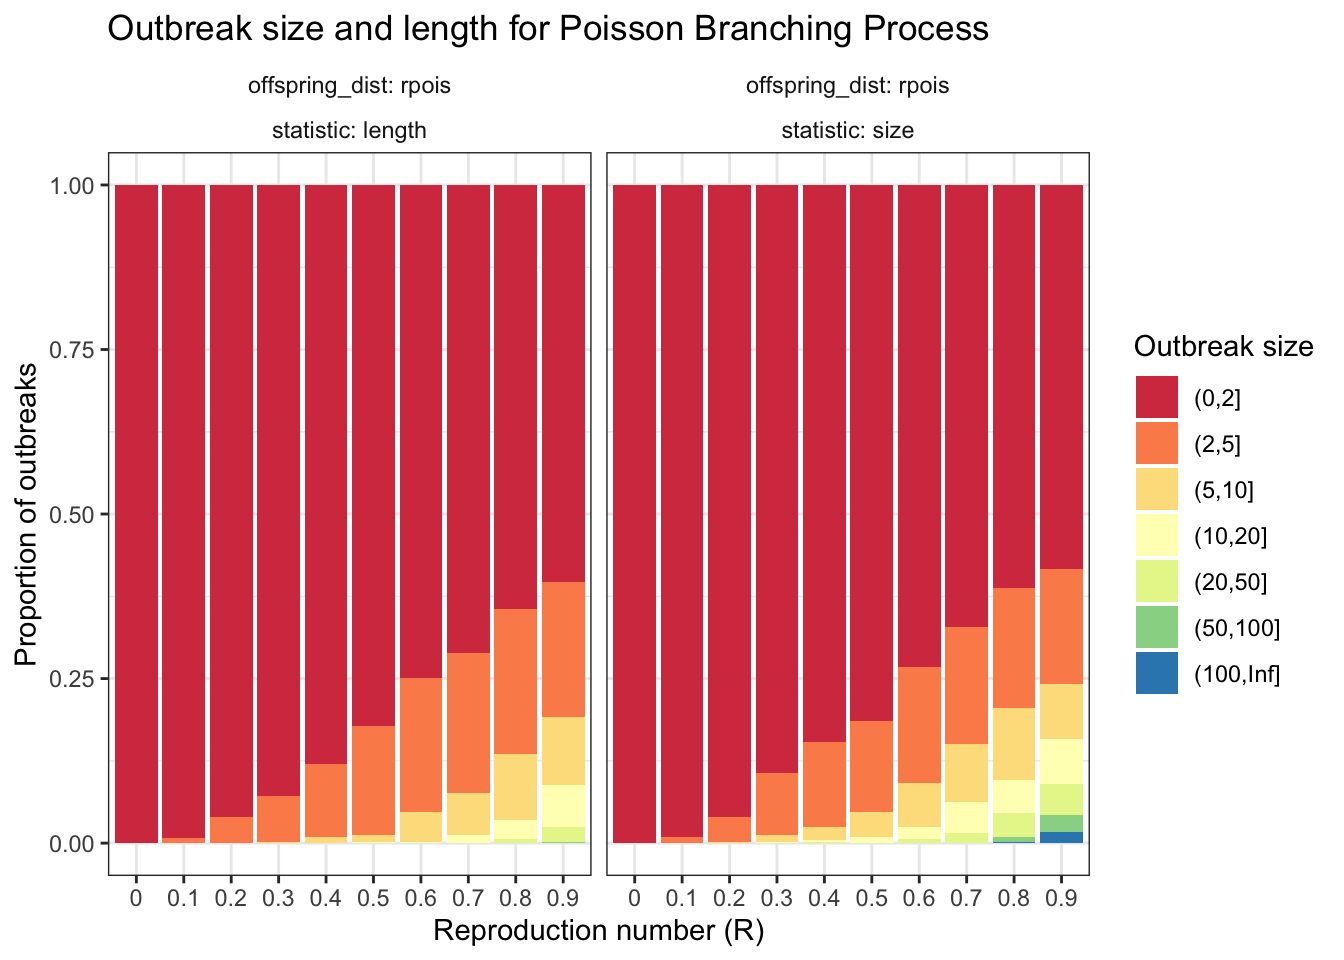 Outbreak size and length for Poisson Branching Process
offspring_dist: rpois
statistic: length
offspring_dist: rpois
statistic: size
Proportion of outbreaks
1.00
0.75
0.50
0.25
0.00
0 0.1 0.2 0.3 0.4 0.5 0.6 0.7 0.8 0.9
0 0.1 0.2 0.3 0.4 0.5 0.6 0.7 0.8 0.9
Reproduction number (R)
Outbreak size
(0,2]
(2,5]
(5,10]
(10,20]
(20,50]
(50,100]
(100,Inf]